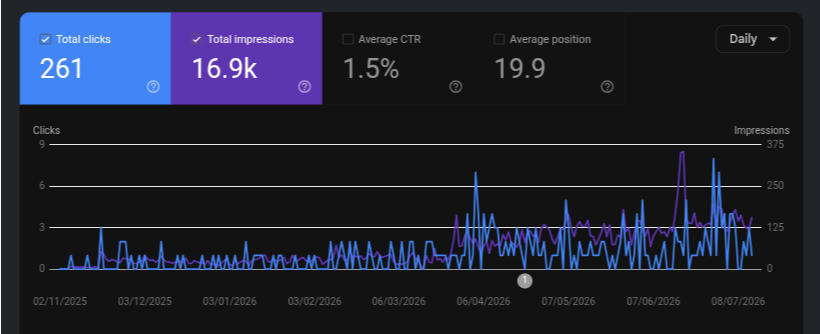 Total clicks Total impressions Average CTR Average position Daily
261 16.9k 1.5% 19.9
Clicks Impressions
9 375
6 250
3 125
0 0
1
02/11/2025 03/12/2025 03/01/2026 03/02/2026 06/03/2026 06/04/2026 07/05/2026 07/06/2026 08/07/2026